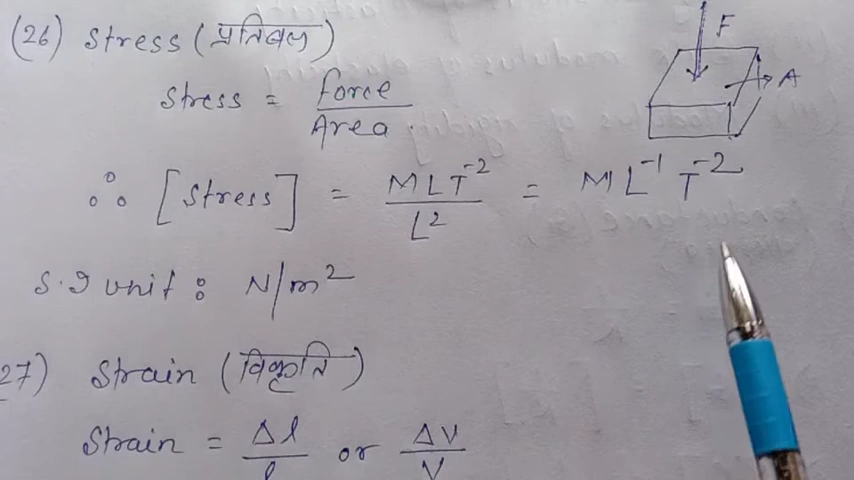 (26) Stress (प्रतिबल)
F
A
Stress = Force / Area
∴ [Stress] = MLT⁻² / L² = ML⁻¹T⁻²
S.I unit : N/m²
27) Strain (विकृति)
Strain = Δl / l or ΔV / V